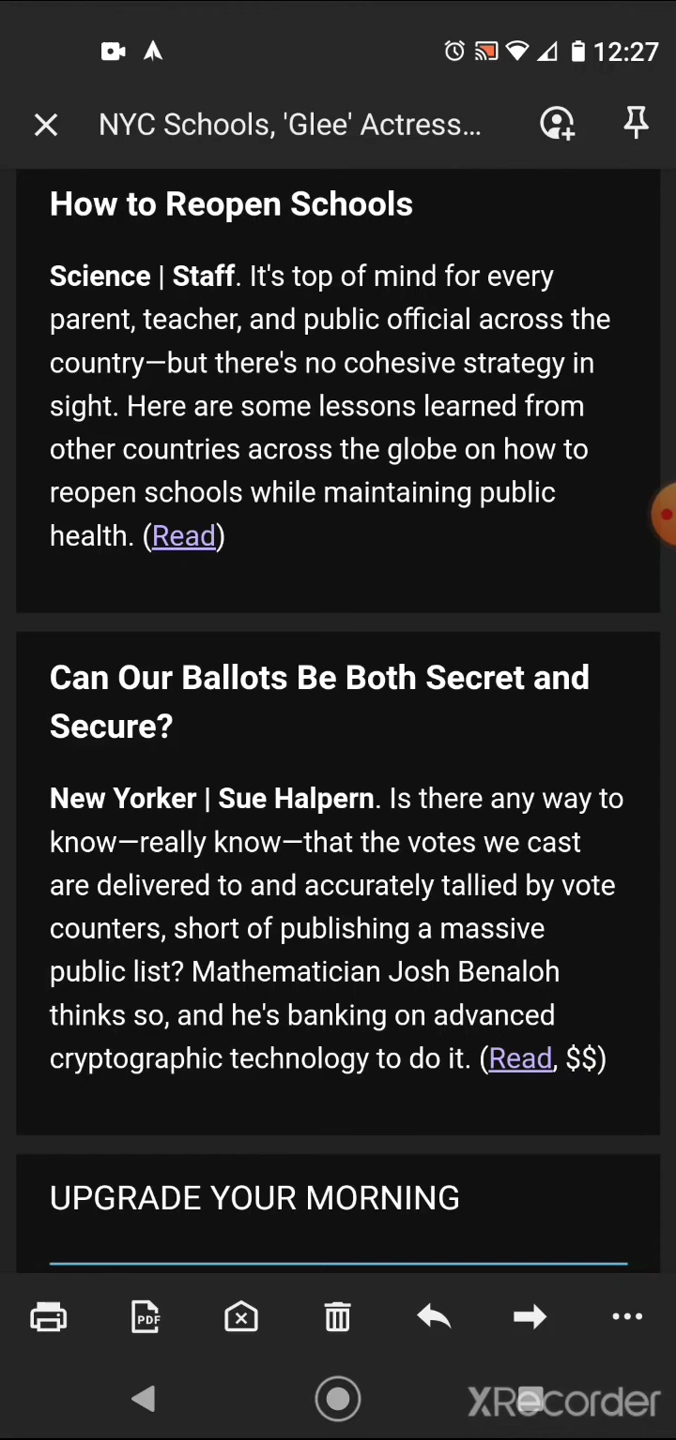 12:27
NYC Schools, 'Glee' Actress...
How to Reopen Schools
Science | Staff. It's top of mind for every
parent, teacher, and public official across the
country—but there's no cohesive strategy in
sight. Here are some lessons learned from
other countries across the globe on how to
reopen schools while maintaining public
health. (Read)
Can Our Ballots Be Both Secret and
Secure?
New Yorker | Sue Halpern. Is there any way to
know—really know—that the votes we cast
are delivered to and accurately tallied by vote
counters, short of publishing a massive
public list? Mathematician Josh Benaloh
thinks so, and he's banking on advanced
cryptographic technology to do it. (Read, $$)
UPGRADE YOUR MORNING
PDF
XRecorder